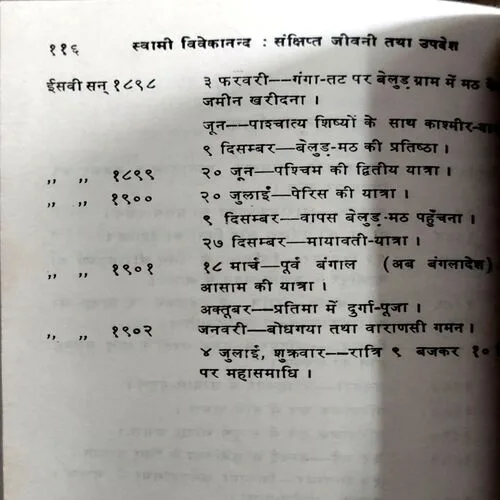 ११६ स्वामी विवेकानन्द : संक्षिप्त जीवनी तथा उपदेश
ईसवी सन् १८९८ ३ फरवरी—गंगा-तट पर बेलुड़ ग्राम में मठ
जमीन खरीदना ।
जून—पाश्चात्य शिष्यों के साथ काश्मीर-
९ दिसम्बर—बेलुड़-मठ की प्रतिष्ठा ।
,, ,, १८९९ २० जून—पश्चिम की द्वितीय यात्रा ।
,, ,, १९०० २० जुलाई—पेरिस की यात्रा ।
९ दिसम्बर—वापस बेलुड़-मठ पहुँचना ।
२७ दिसम्बर—मायावती-यात्रा ।
,, ,, १९०१ १८ मार्च—पूर्व बंगाल (अब बंगलादेश)
आसाम की यात्रा ।
अक्तूबर—प्रतिमा में दुर्गा-पूजा ।
,, ,, १९०२ जनवरी—बोधगया तथा वाराणसी गमन ।
४ जुलाई, शुक्रवार—रात्रि ९ बजकर १०
पर महासमाधि ।